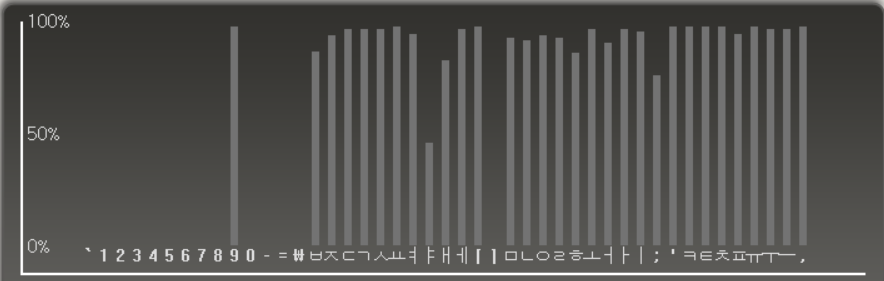 100%
50%
0%
` 1 2 3 4 5 6 7 8 9 0 - = ₩ ㅂ ㅈ ㄷ ㄱ ㅅ ㅛ ㅕ ㅑ ㅐ ㅔ [ ] ㅁ ㄴ ㅇ ㄹ ㅎ ㅗ ㅓ ㅏ ㅣ ; ' ㅋ ㅌ ㅊ ㅍ ㅠ ㅜ ㅡ ,